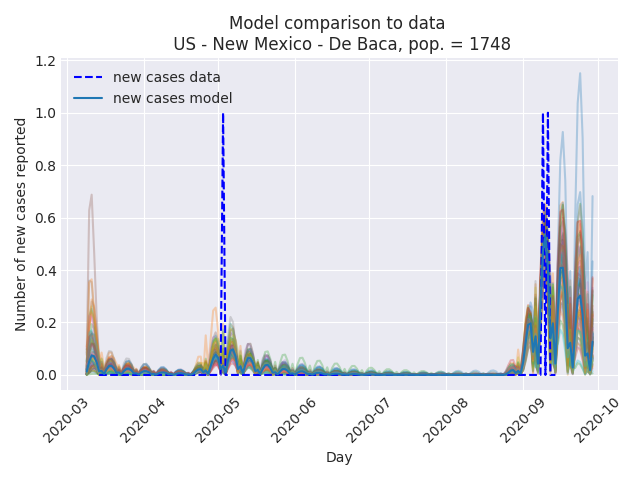 Model comparison to data
US - New Mexico - De Baca, pop. = 1748
new cases data
new cases model
Number of new cases reported
1.2
1.0
0.8
0.6
0.4
0.2
0.0
2020-03
2020-04
2020-05
2020-06
2020-07
2020-08
2020-09
2020-10
Day